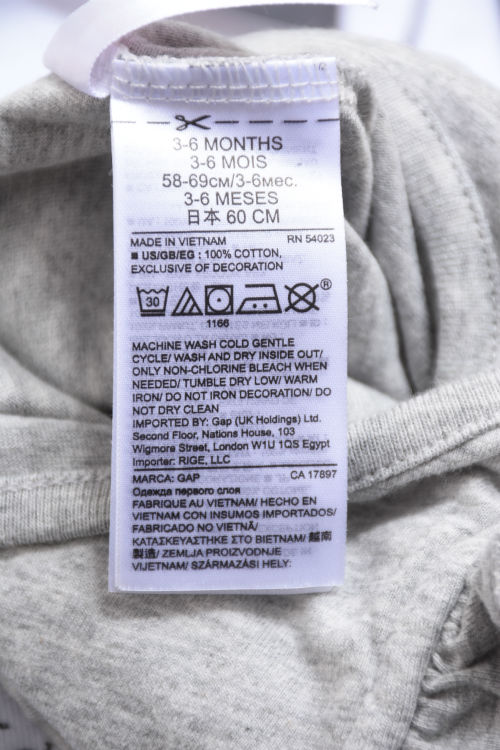 3-6 MONTHS
3-6 MOIS
58-69см/3-6мес.
3-6 MESES
日本 60 CM
MADE IN VIETNAM RN 54023
■ US/GB/EG : 100% COTTON,
EXCLUSIVE OF DECORATION
30 ®
1166
MACHINE WASH COLD GENTLE
CYCLE/ WASH AND DRY INSIDE OUT/
ONLY NON-CHLORINE BLEACH WHEN
NEEDED/ TUMBLE DRY LOW/ WARM
IRON/ DO NOT IRON DECORATION/ DO
NOT DRY CLEAN
IMPORTED BY: Gap (UK Holdings) Ltd.
Second Floor, Nations House, 103
Wigmore Street, London W1U 1QS Egypt
Importer: RIGE, LLC
MARCA: GAP CA 17897
Одежда первого слоя
FABRIQUE AU VIETNAM/ HECHO EN
VIETNAM CON INSUMOS IMPORTADOS/
FABRICADO NO VIETNÃ/
ΚΑΤΑΣΚΕΥΑΣΤΗΚΕ ΣΤΟ ΒΙΕΤΝΑΜ/ 越南
製造/ ZEMLJA PROIZVODNJE
VIJETNAM/ SZÁRMAZÁSI HELY: